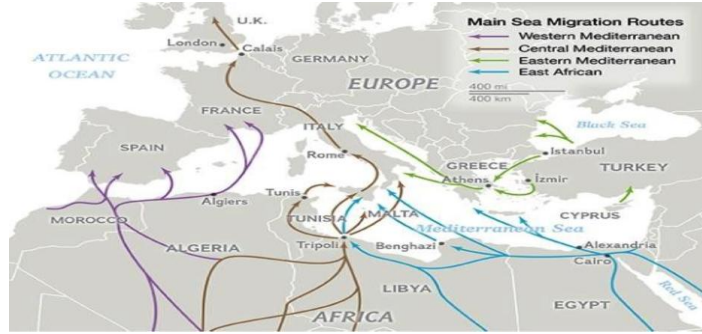 Main Sea Migration Routes
Western Mediterranean
Central Mediterranean
Eastern Mediterranean
East African
400 mi
400 km
U.K.
London
Calais
ATLANTIC
OCEAN
GERMANY
EUROPE
FRANCE
Black Sea
ITALY
SPAIN
Rome
Istanbul
GREECE
TURKEY
Athens
İzmir
Tunis
Algiers
MOROCCO
TUNISIA
MALTA
CYPRUS
Mediterranean Sea
ALGERIA
Tripoli
Benghazi
Alexandria
Cairo
LIBYA
Red Sea
EGYPT
AFRICA